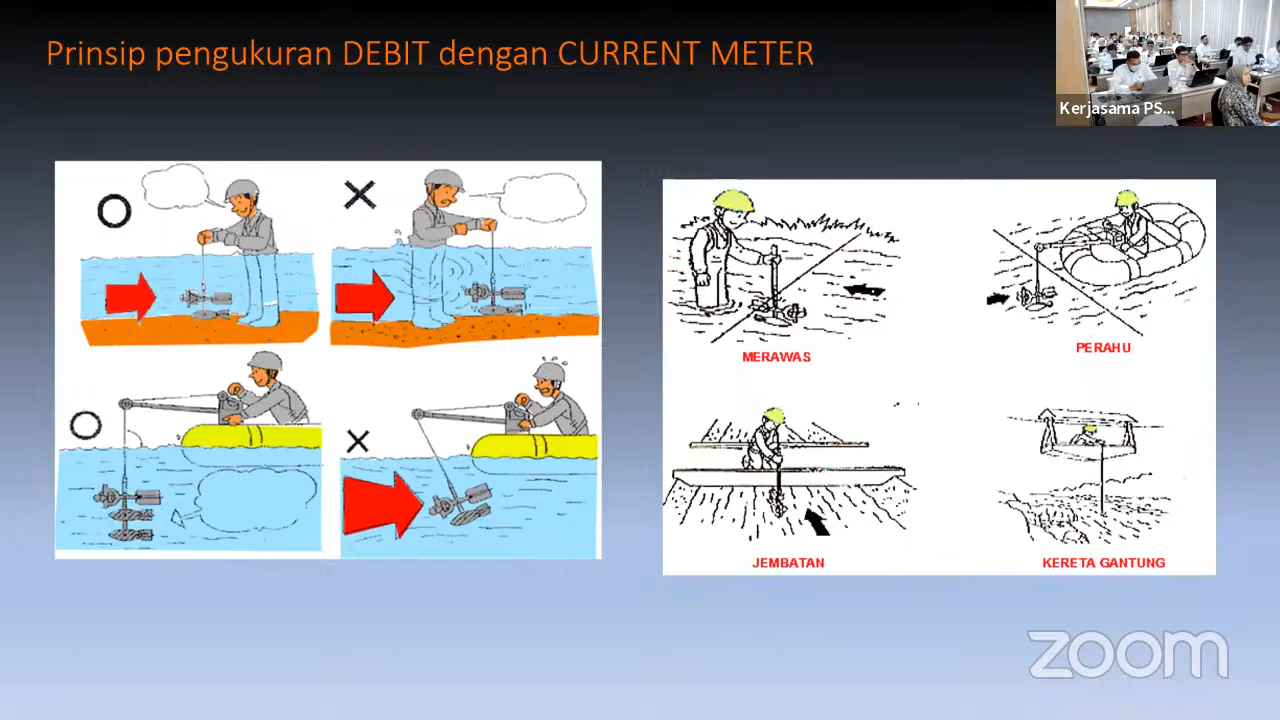 Prinsip pengukuran DEBIT dengan CURRENT METER
Kerjasama PS...
O
X
O
X
MERAWAS
PERAHU
JEMBATAN
KERETA GANTUNG
zoom